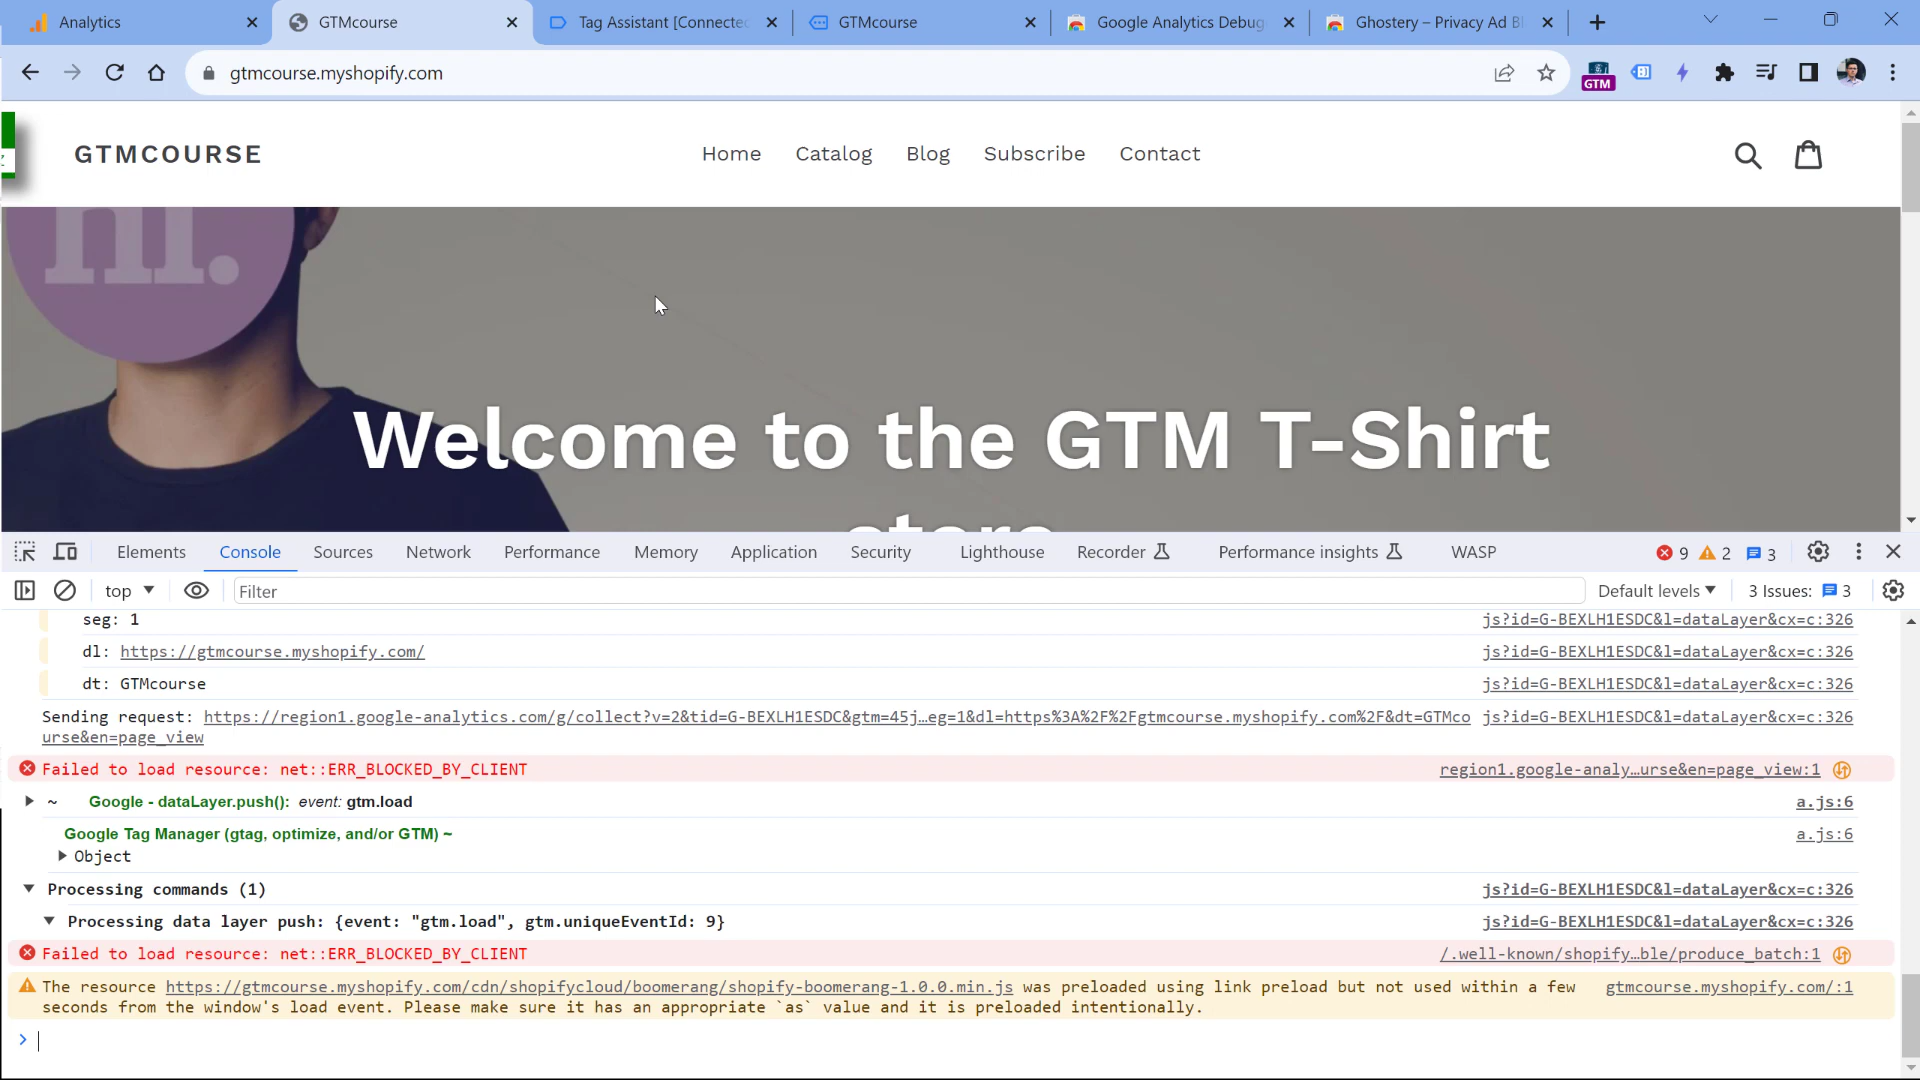 Analytics
GTMcourse
Tag Assistant [Connected
GTMcourse
Google Analytics Debug
Ghostery – Privacy Ad B
gtmcourse.myshopify.com
GTM
GTMCOURSE
Home
Catalog
Blog
Subscribe
Contact
hi.
Welcome to the GTM T-Shirt
store
Elements
Console
Sources
Network
Performance
Memory
Application
Security
Lighthouse
Recorder
Performance insights
WASP
9
2
3
top
Filter
Default levels
3 Issues:
3
seg: 1
js?id=G-BEXLH1ESDC&l=dataLayer&cx=c:326
dl: https://gtmcourse.myshopify.com/
js?id=G-BEXLH1ESDC&l=dataLayer&cx=c:326
dt: GTMcourse
js?id=G-BEXLH1ESDC&l=dataLayer&cx=c:326
Sending request: https://region1.google-analytics.com/g/collect?v=2&tid=G-BEXLH1ESDC&gtm=45j…eg=1&dl=https%3A%2F%2Fgtmcourse.myshopify.com%2F&dt=GTMco
js?id=G-BEXLH1ESDC&l=dataLayer&cx=c:326
urse&en=page_view
Failed to load resource: net::ERR_BLOCKED_BY_CLIENT
region1.google-analy…urse&en=page_view:1
~ Google - dataLayer.push(): event: gtm.load
a.js:6
Google Tag Manager (gtag, optimize, and/or GTM) ~
a.js:6
Object
Processing commands (1)
js?id=G-BEXLH1ESDC&l=dataLayer&cx=c:326
Processing data layer push: {event: "gtm.load", gtm.uniqueEventId: 9}
js?id=G-BEXLH1ESDC&l=dataLayer&cx=c:326
Failed to load resource: net::ERR_BLOCKED_BY_CLIENT
/.well-known/shopify…ble/produce_batch:1
The resource https://gtmcourse.myshopify.com/cdn/shopifycloud/boomerang/shopify-boomerang-1.0.0.min.js was preloaded using link preload but not used within a few
gtmcourse.myshopify.com/:1
seconds from the window's load event. Please make sure it has an appropriate `as` value and it is preloaded intentionally.